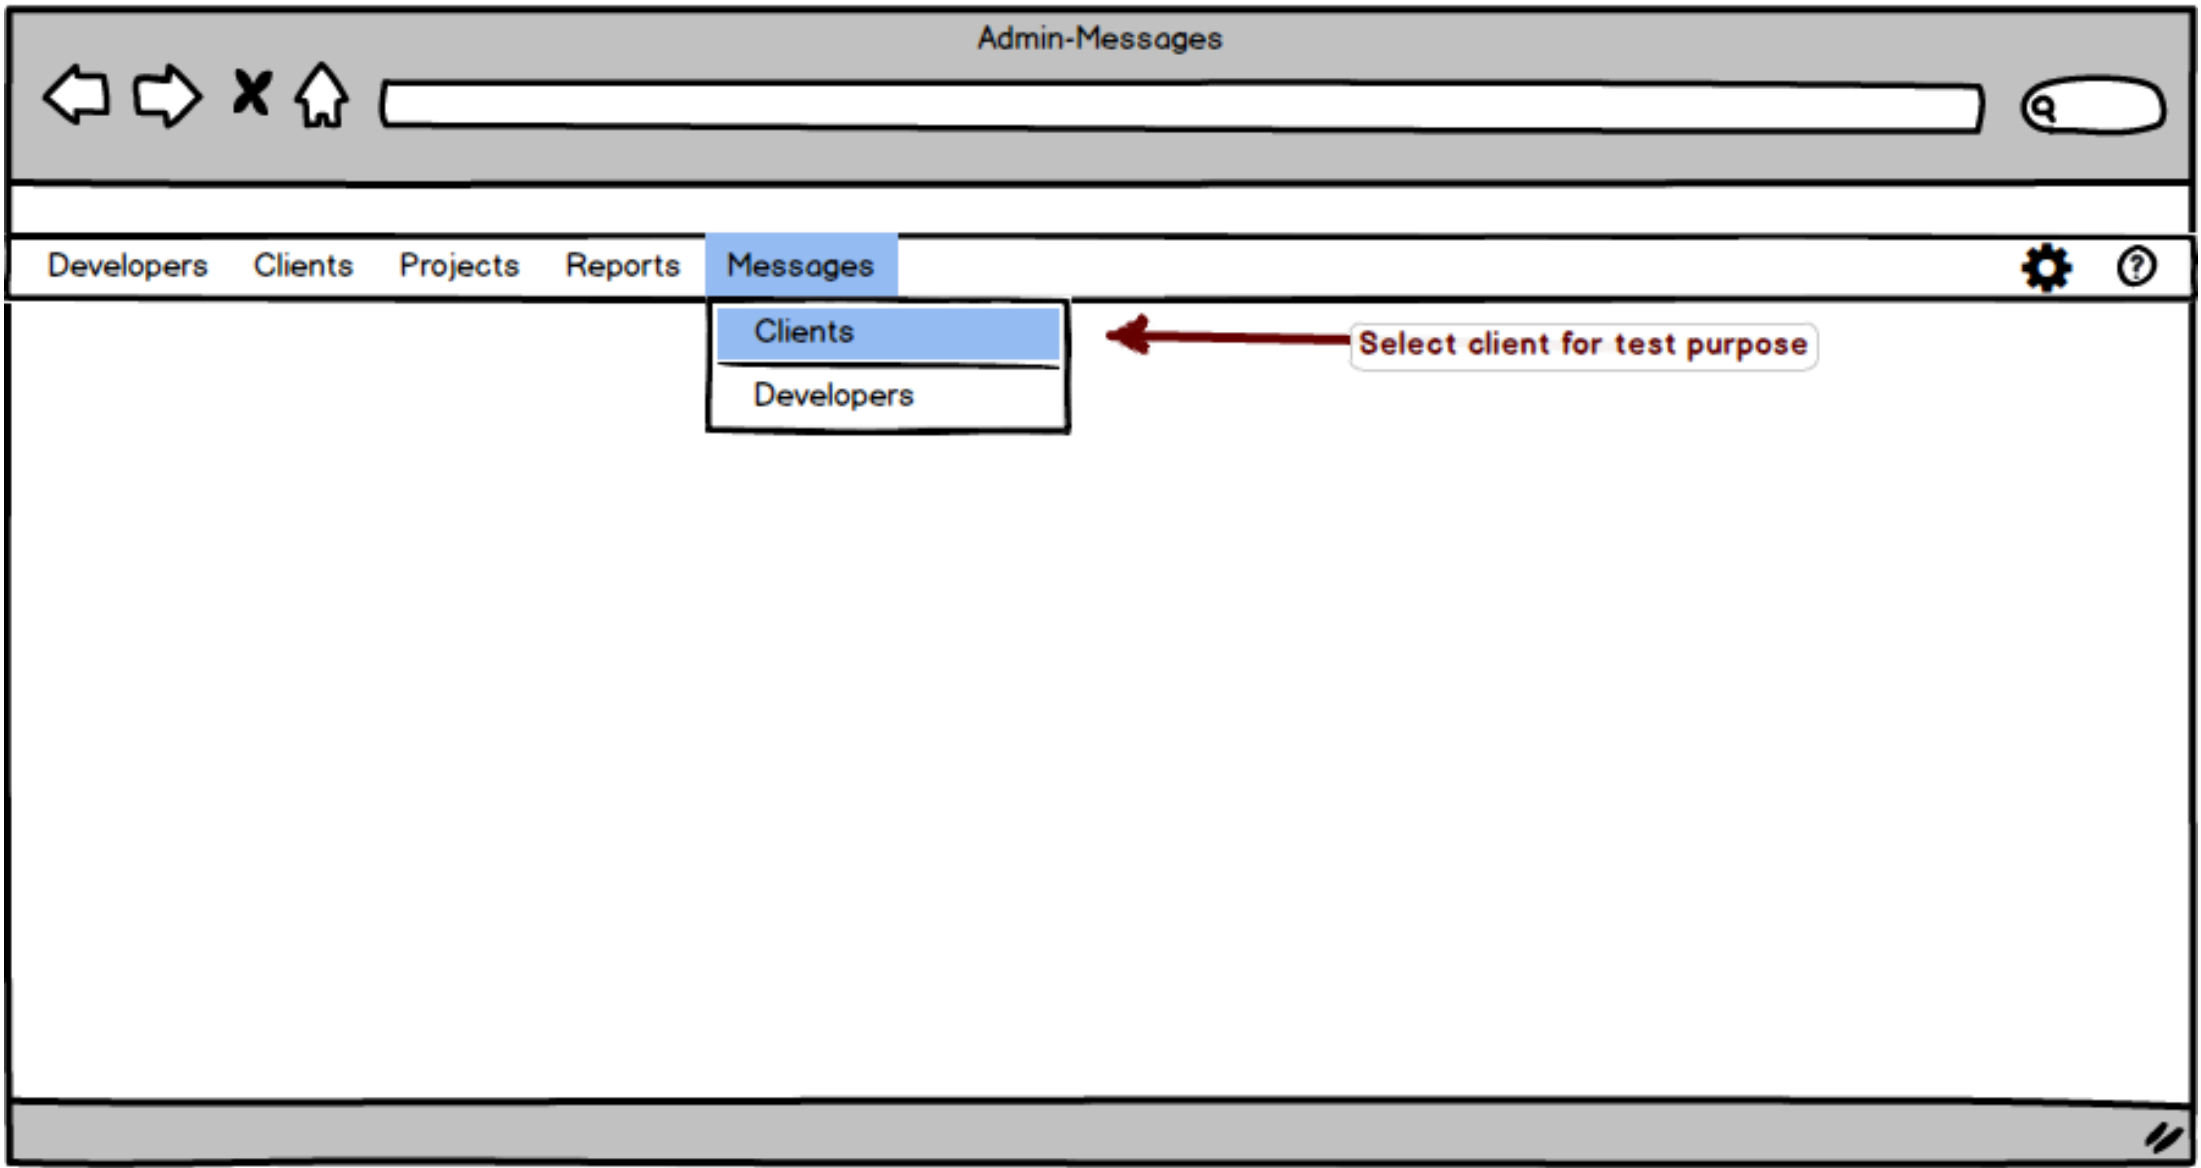 Admin-Messages
Developers Clients Projects Reports Messages ?
Clients
Select client for test purpose
Developers